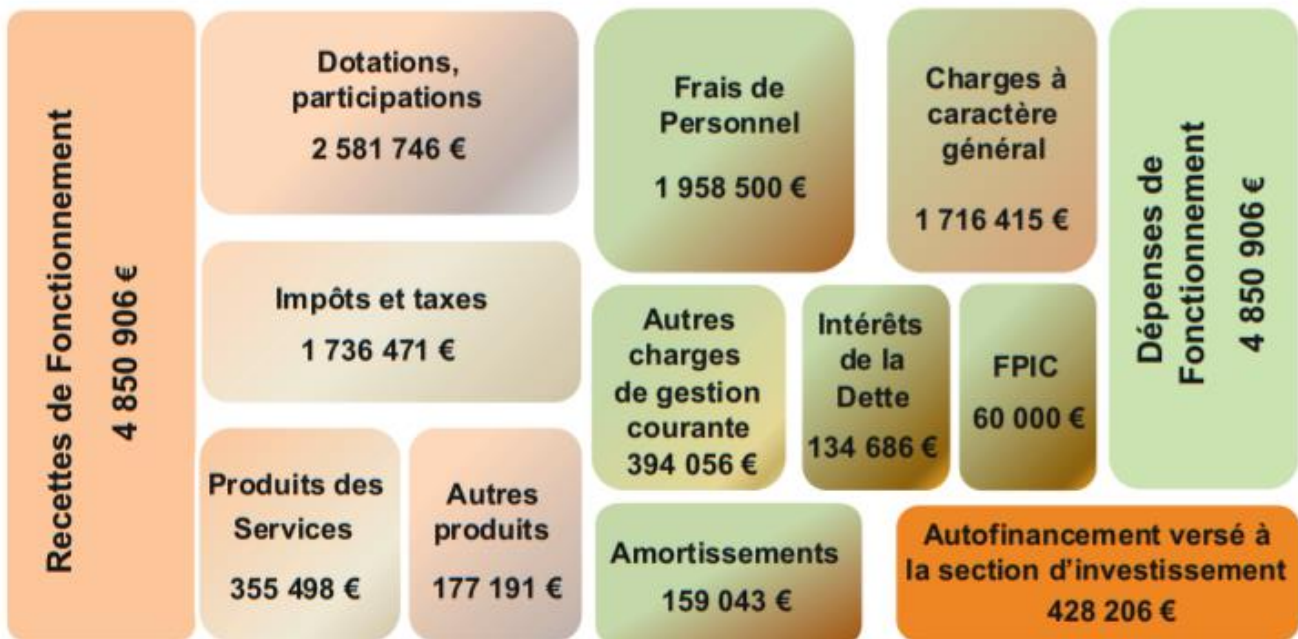 Recettes de Fonctionnement
4 850 906 €
Dotations,
participations
2 581 746 €
Impôts et taxes
1 736 471 €
Produits des
Services
355 498 €
Autres
produits
177 191 €
Frais de
Personnel
1 958 500 €
Charges à
caractère
général
1 716 415 €
Autres
charges
de gestion
courante
394 056 €
Intérêts
de la
Dette
134 686 €
FPIC
60 000 €
Amortissements
159 043 €
Dépenses de
Fonctionnement
4 850 906 €
Autofinancement versé à
la section d'investissement
428 206 €